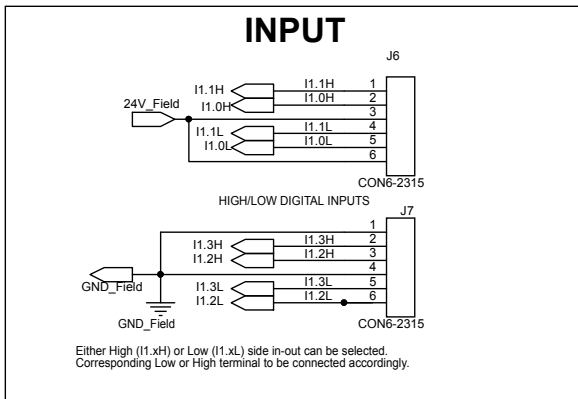 INPUT
J6
I1.1H I1.1H 1
I1.0H I1.0H 2
24V_Field 3
I1.1L I1.1L 4
I1.0L I1.0L 5
6
CON6-2315
HIGH/LOW DIGITAL INPUTS
J7
1
I1.3H I1.3H 2
I1.2H I1.2H 3
4
GND_Field
I1.3L I1.3L 5
I1.2L I1.2L 6
GND_Field
CON6-2315
Either High (I1.xH) or Low (I1.xL) side in-out can be selected.
Corresponding Low or High terminal to be connected accordingly.